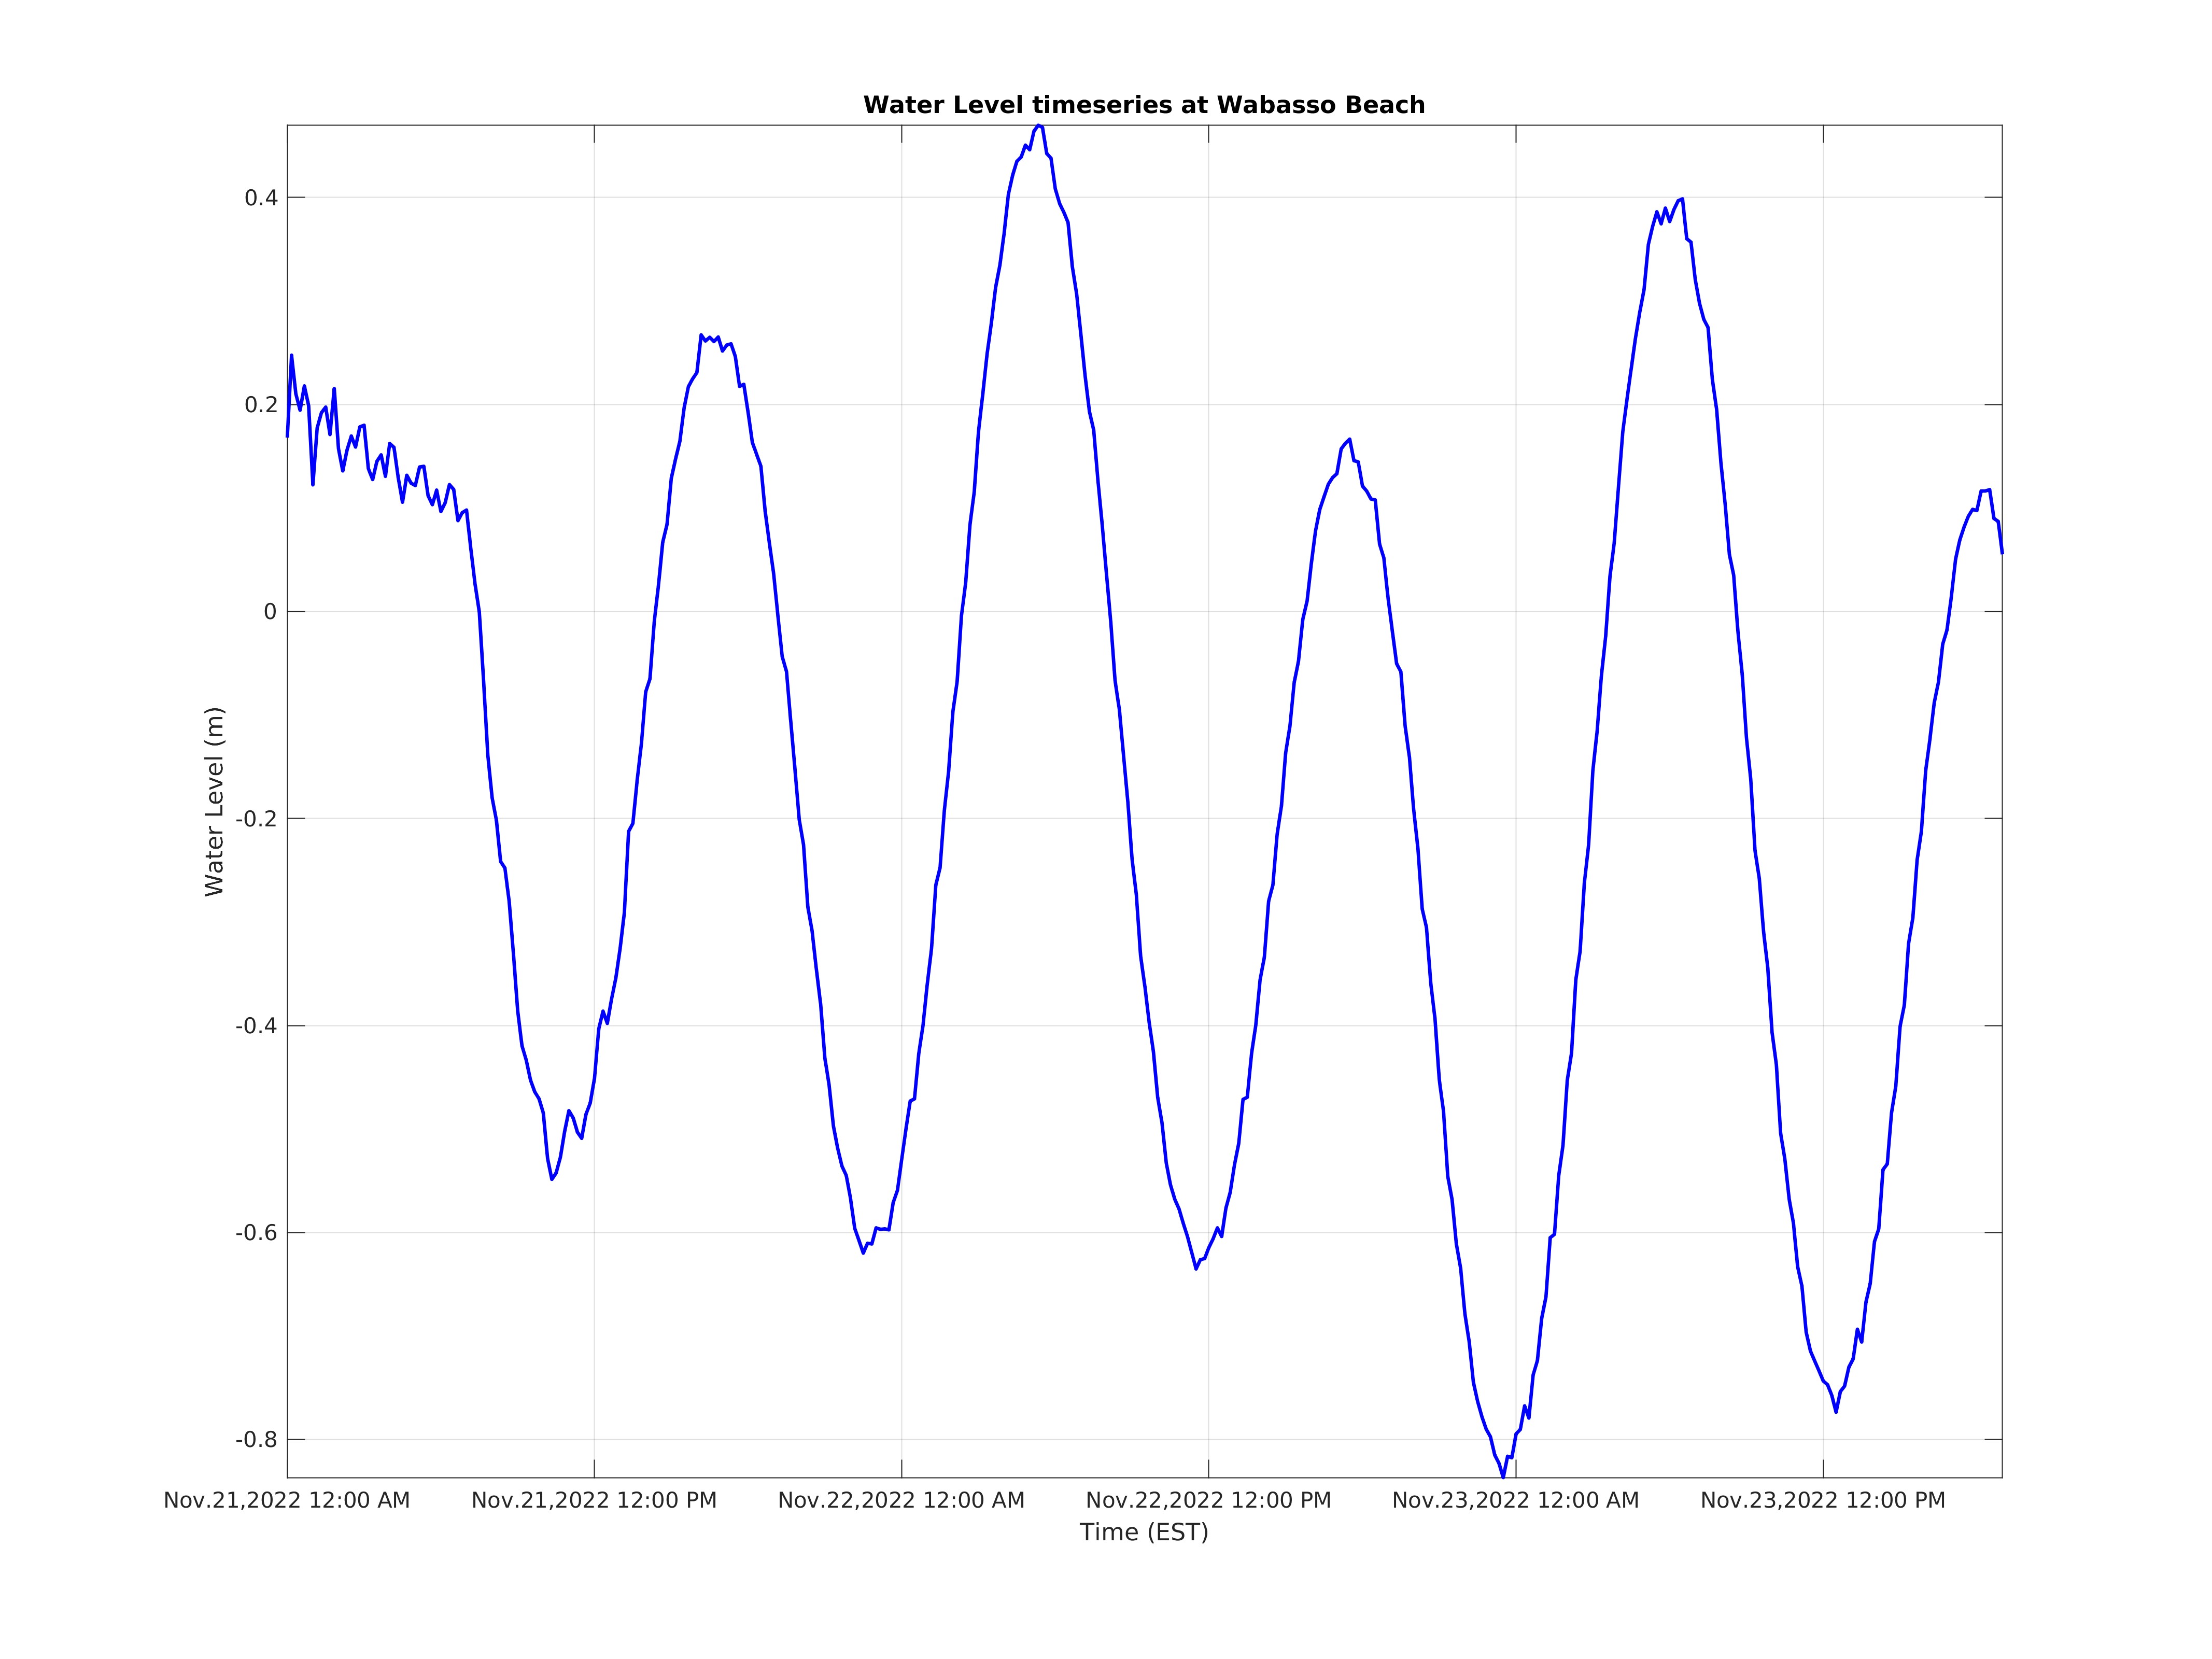 Water Level timeseries at Wabasso Beach
0.4
0.2
0
-0.2
-0.4
-0.6
-0.8
Water Level (m)
Nov.21,2022 12:00 AM
Nov.21,2022 12:00 PM
Nov.22,2022 12:00 AM
Nov.22,2022 12:00 PM
Nov.23,2022 12:00 AM
Nov.23,2022 12:00 PM
Time (EST)